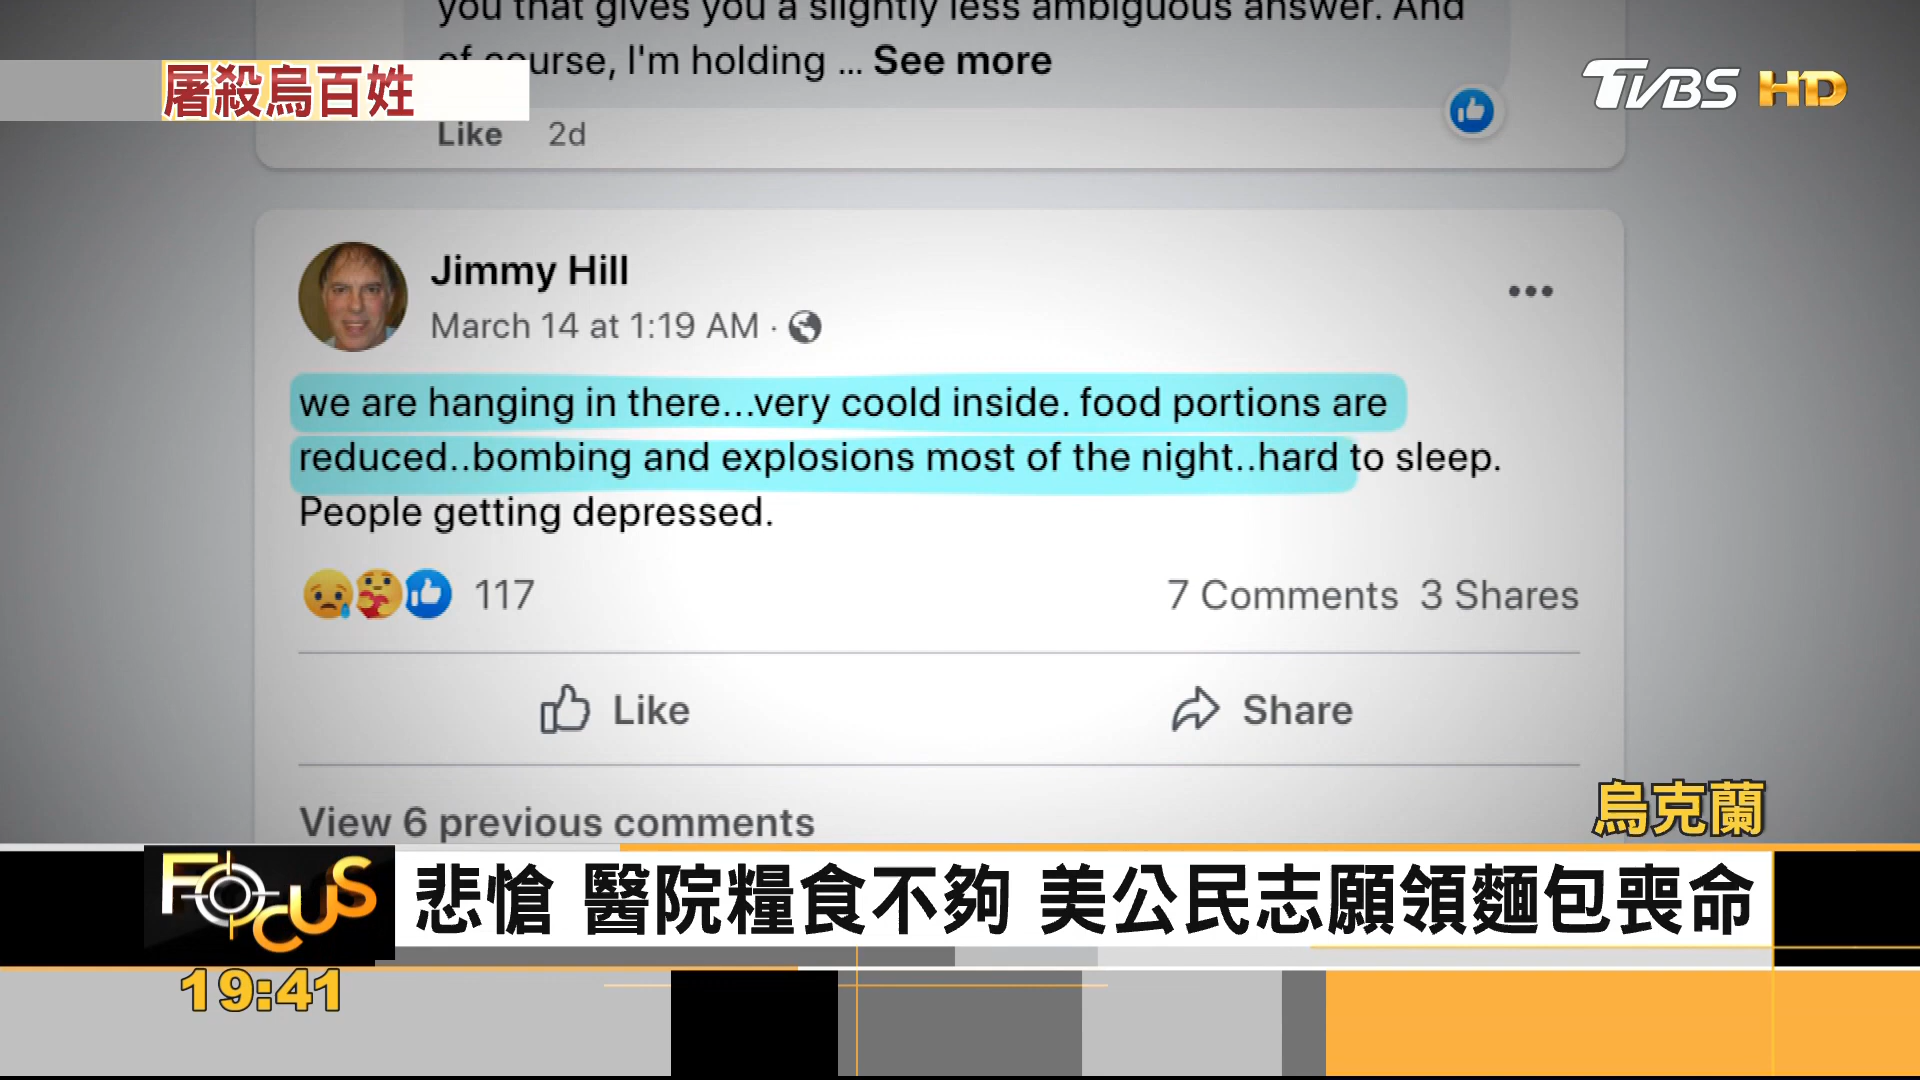 you that gives you a slightly less ambiguous answer. And
of course, I'm holding ... See more
屠殺烏百姓
TVBS HD
Like 2d
Jimmy Hill
March 14 at 1:19 AM ·
we are hanging in there...very coold inside. food portions are
reduced..bombing and explosions most of the night..hard to sleep.
People getting depressed.
117 7 Comments 3 Shares
Like Share
View 6 previous comments
烏克蘭
FOCUS
悲愴 醫院糧食不夠 美公民志願領麵包喪命
19:41